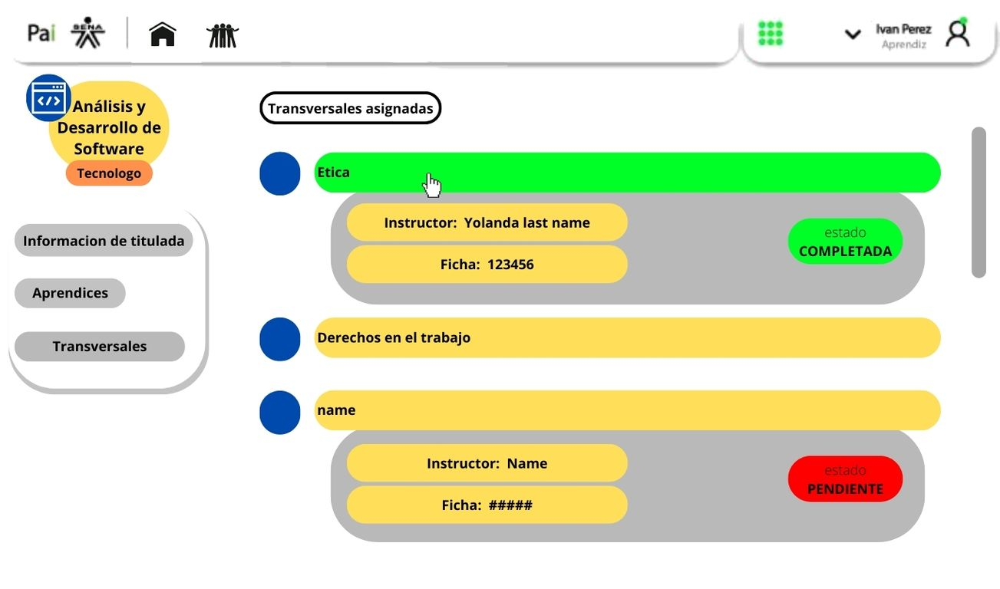 Pai
SENA
Ivan Perez
Aprendiz
Análisis y
Desarrollo de
Software
Tecnologo
Informacion de titulada
Aprendices
Transversales
Transversales asignadas
Etica
Instructor: Yolanda last name
Ficha: 123456
estado
COMPLETADA
Derechos en el trabajo
name
Instructor: Name
Ficha: #####
estado
PENDIENTE